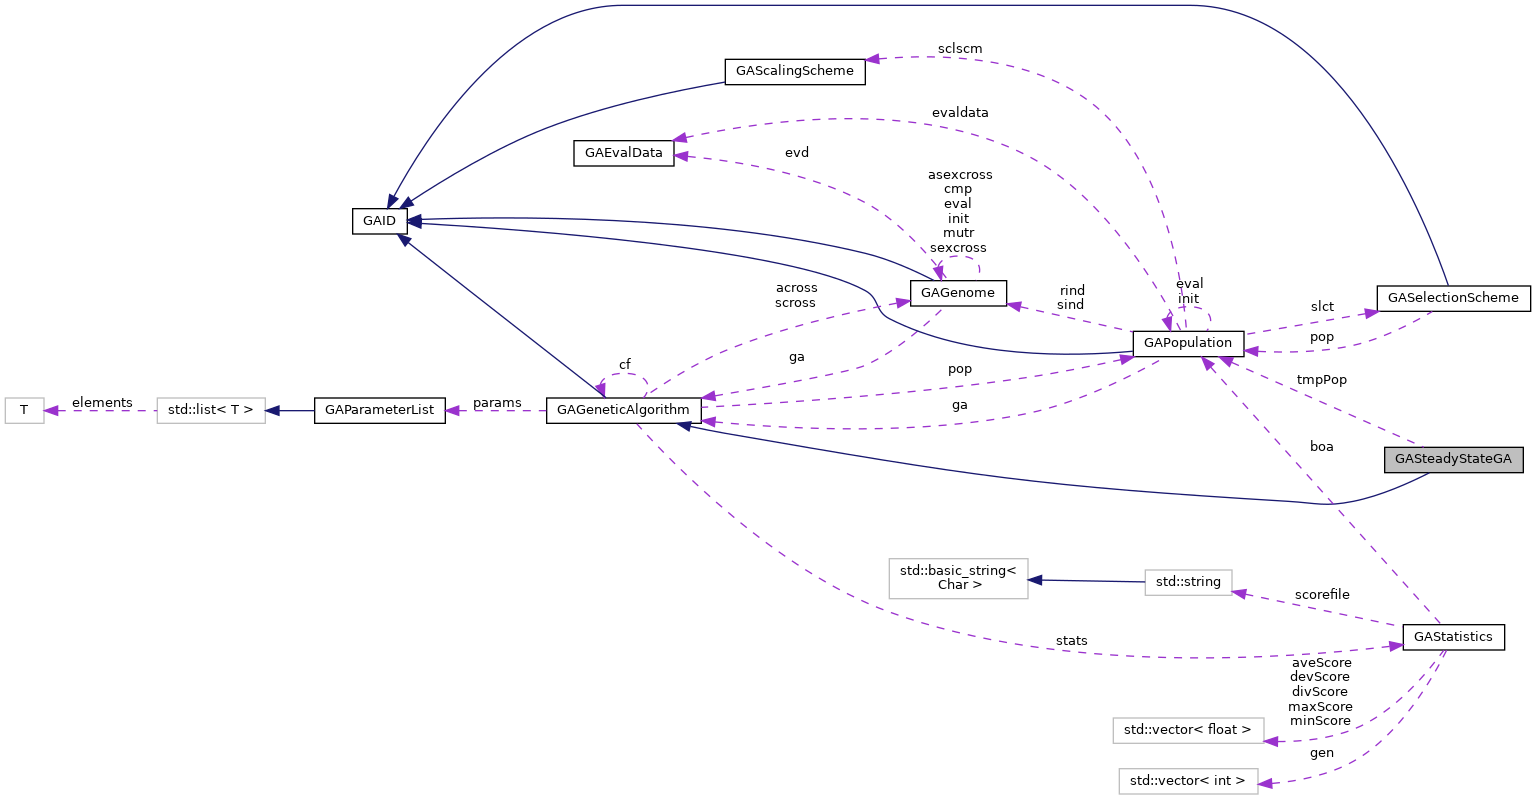 sclscm
GAScalingScheme
evaldata
GAEvalData
evd
asexcross
cmp
eval
init
mutr
sexcross
GAID
GAGenome
across
scross
rind
sind
eval
init
GAPopulation
slct
GASelectionScheme
pop
ga
cf
pop
tmpPop
T
elements
std::list< T >
GAParameterList
params
GAGeneticAlgorithm
ga
boa
GASteadyStateGA
std::basic_string<
Char >
std::string
scorefile
stats
GAStatistics
aveScore
devScore
divScore
maxScore
minScore
std::vector< float >
gen
std::vector< int >